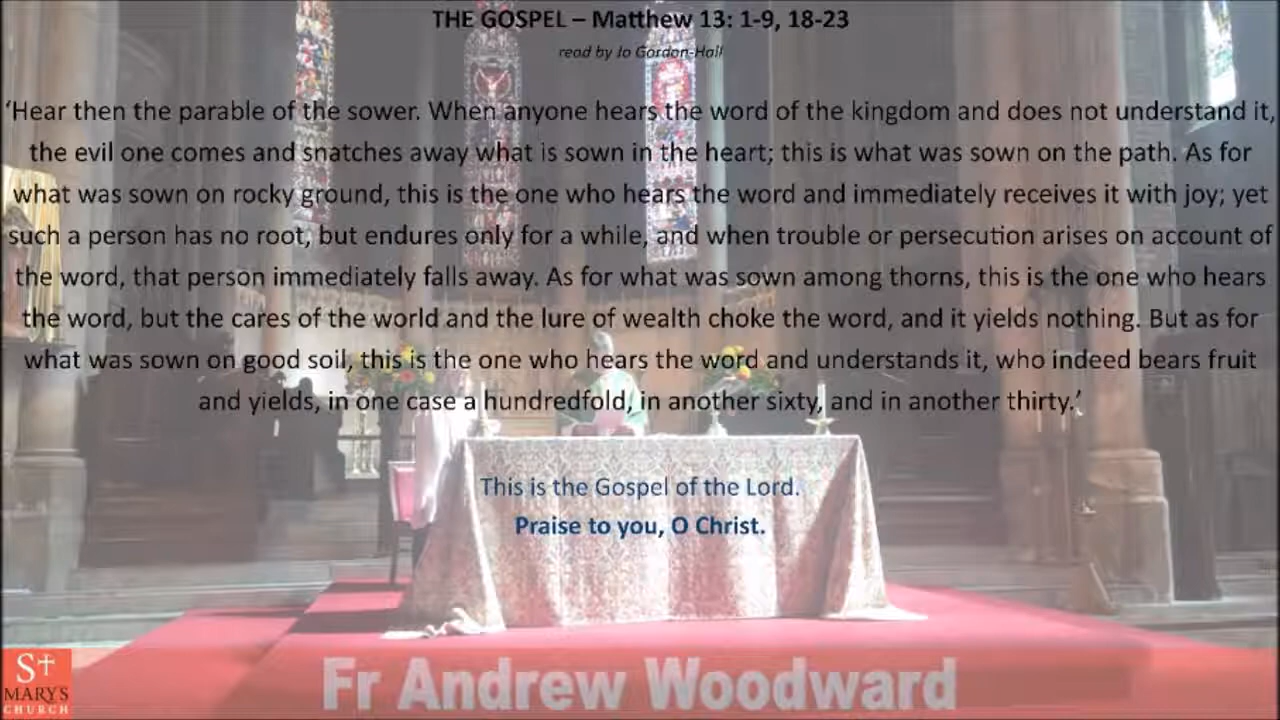 THE GOSPEL – Matthew 13: 1-9, 18-23
read by Jo Gordon-Hall
‘Hear then the parable of the sower. When anyone hears the word of the kingdom and does not understand it,
the evil one comes and snatches away what is sown in the heart; this is what was sown on the path. As for
what was sown on rocky ground, this is the one who hears the word and immediately receives it with joy; yet
such a person has no root, but endures only for a while, and when trouble or persecution arises on account of
the word, that person immediately falls away. As for what was sown among thorns, this is the one who hears
the word, but the cares of the world and the lure of wealth choke the word, and it yields nothing. But as for
what was sown on good soil, this is the one who hears the word and understands it, who indeed bears fruit
and yields, in one case a hundredfold, in another sixty, and in another thirty.’
This is the Gospel of the Lord.
Praise to you, O Christ.
Fr Andrew Woodward
St
MARYS
CHURCH